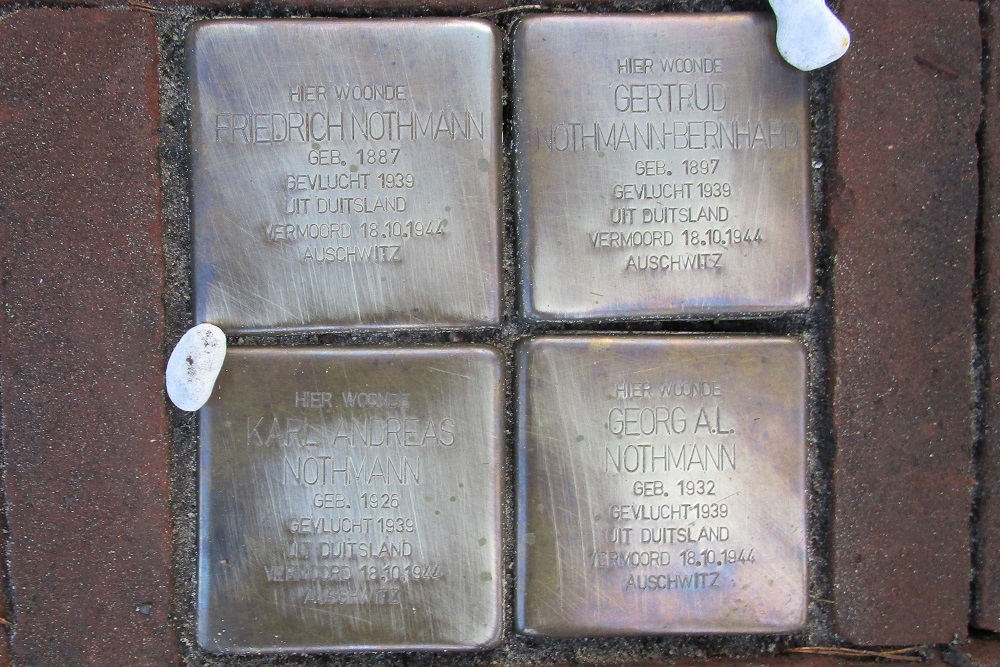 HIER WOONDE
FRIEDRICH NOTHMANN
GEB. 1887
GEVLUCHT 1939
UIT DUITSLAND
VERMOORD 18.10.1944
AUSCHWITZ
HIER WOONDE
GERTRUD
NOTHMANN-BERNHARD
GEB. 1897
GEVLUCHT 1939
UIT DUITSLAND
VERMOORD 18.10.1944
AUSCHWITZ
HIER WOONDE
KARL ANDREAS
NOTHMANN
GEB. 1926
GEVLUCHT 1939
UIT DUITSLAND
VERMOORD 18.10.1944
AUSCHWITZ
HIER WOONDE
GEORG A.L.
NOTHMANN
GEB. 1932
GEVLUCHT 1939
UIT DUITSLAND
VERMOORD 18.10.1944
AUSCHWITZ